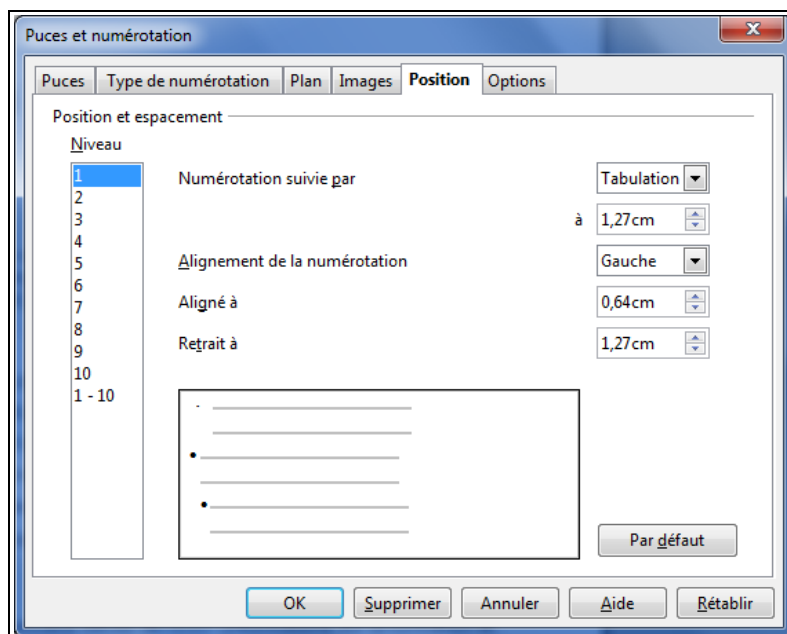 Puces et numérotation
Puces Type de numérotation Plan Images Position Options
Position et espacement
Niveau
1
2
3
4
5
6
7
8
9
10
1 - 10
Numérotation suivie par Tabulation
à 1,27cm
Alignement de la numérotation Gauche
Aligné à 0,64cm
Retrait à 1,27cm
Par défaut
OK Supprimer Annuler Aide Rétablir